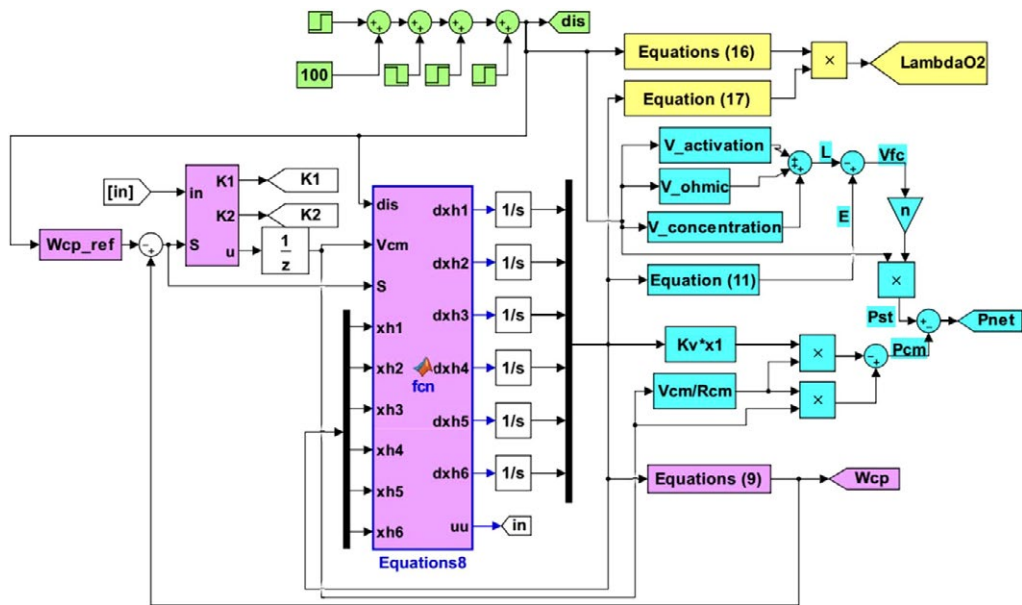 dis
100
Equations (16)
×
LambdaO2
Equation (17)
V_activation
V_ohmic
V_concentration
L
Vfc
E
n
Equation (11)
×
Pst
Pnet
Pcm
[in]
in
K1
K2
u
S
K1
K2
1
z
Wcp_ref
dis
Vcm
S
xh1
xh2
xh3
xh4
xh5
xh6
fcn
dxh1
dxh2
dxh3
dxh4
dxh5
dxh6
uu
1/s
1/s
1/s
1/s
1/s
1/s
in
Equations8
Kv*x1
×
Vcm/Rcm
×
Equations (9)
Wcp